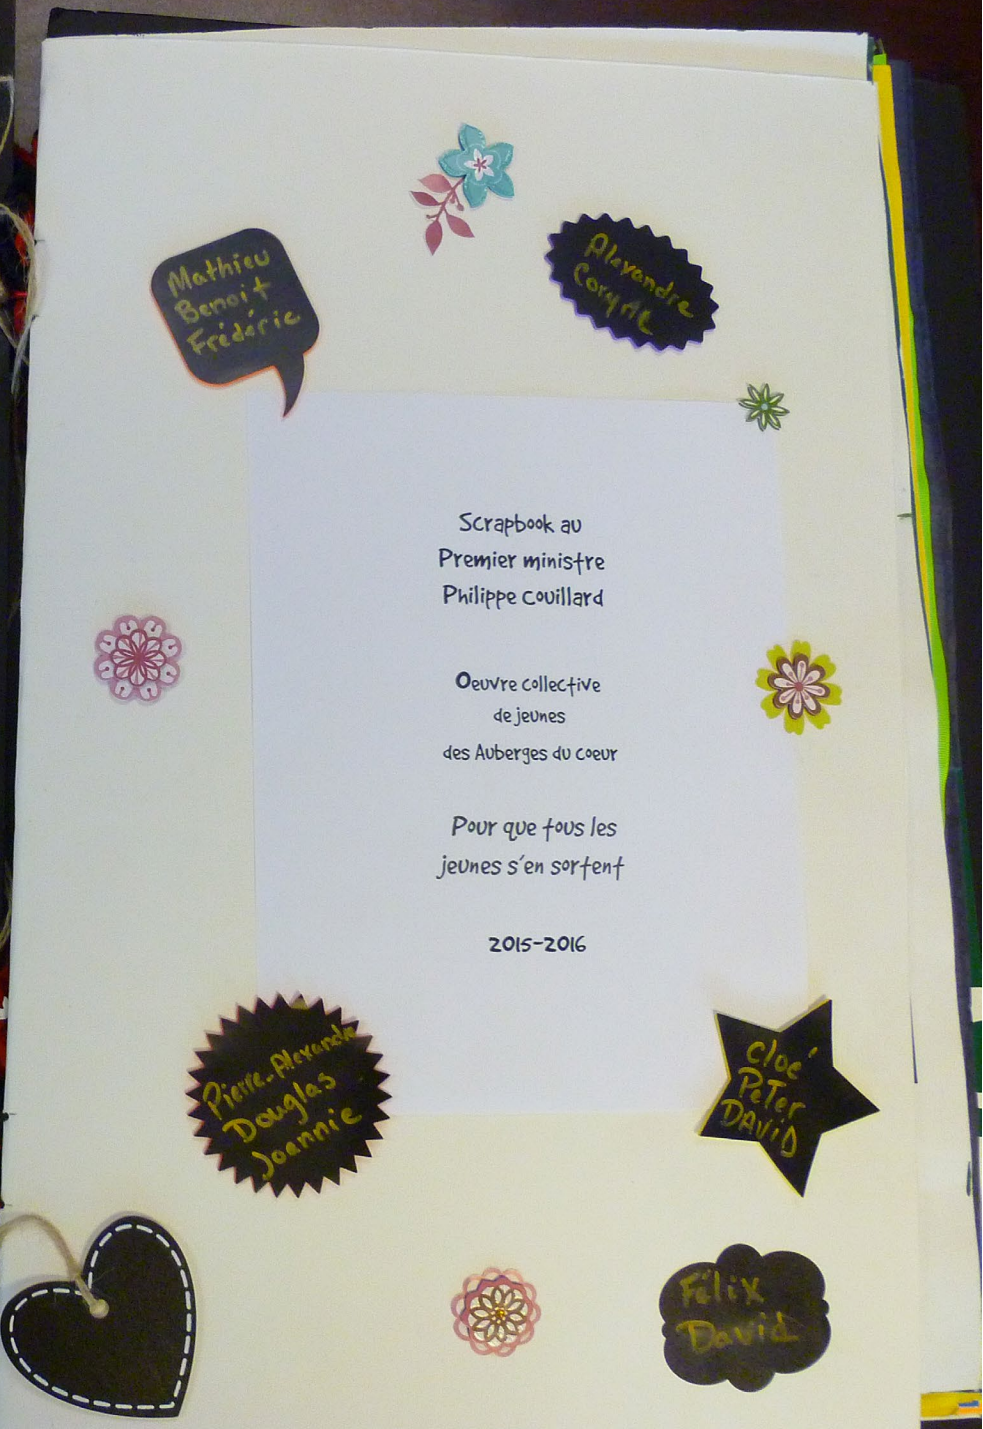 Mathieu
Benoit
Frédéric
Alexandre
Cory
Scrapbook au
Premier ministre
Philippe Couillard
Oeuvre collective
de jeunes
des Auberges du coeur
Pour que tous les
jeunes s'en sortent
2015-2016
Pierre-Alexandre
Douglas
Joannie
Cloé
Peter
DAVID
Félix
David